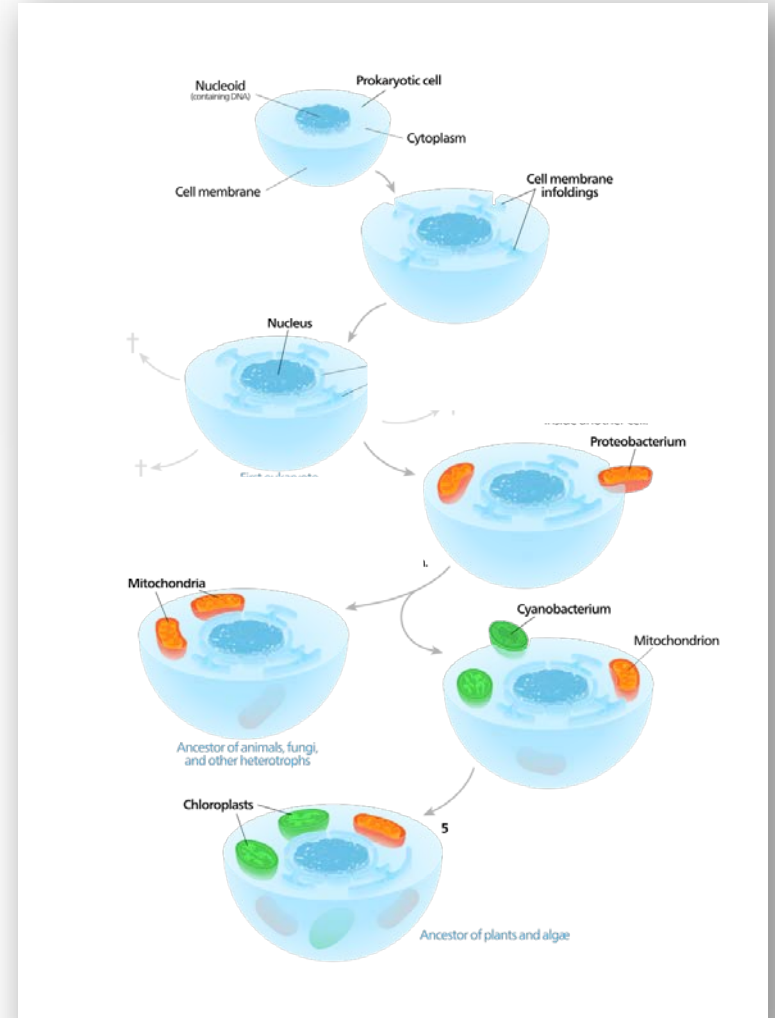 Nucleoid
(containing DNA)
Prokaryotic cell
Cytoplasm
Cell membrane
Cell membrane
infoldings
Nucleus
Proteobacterium
Mitochondria
Cyanobacterium
Mitochondrion
Ancestor of animals, fungi,
and other heterotrophs
Chloroplasts
5
Ancestor of plants and algæ